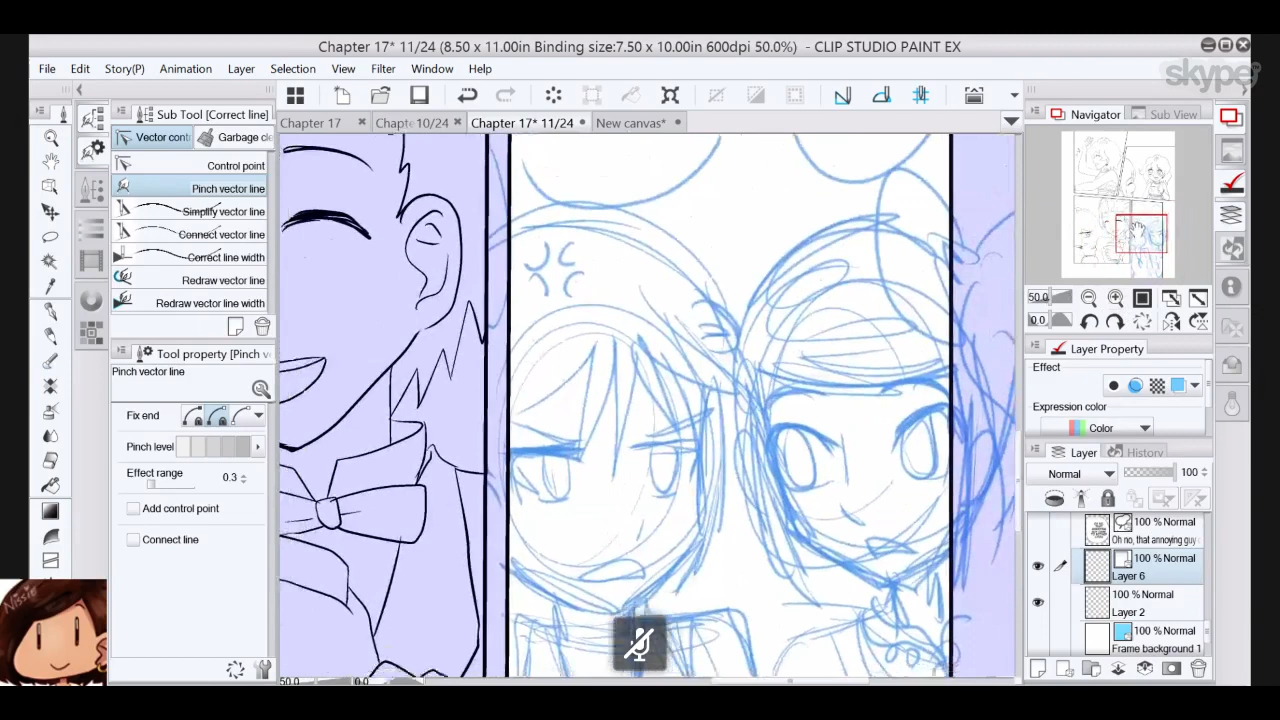 Chapter 17* 11/24 (8.50 x 11.00in Binding size:7.50 x 10.00in 600dpi 50.0%) - CLIP STUDIO PAINT EX
skype
File Edit Story(P) Animation Layer Selection View Filter Window Help
Sub Tool [Correct line]
Vector contr Garbage cle
Chapter 17 Chapte 10/24 Chapter 17* 11/24 New canvas*
Control point
Pinch vector line
Simplify vector line
Connect vector line
Correct line width
Redraw vector line
Redraw vector line width
Tool property [Pinch v
Pinch vector line
Fix end
Pinch level
Effect range 0.3
Add control point
Connect line
Nissie
50.0 0.0
Navigator Sub View
50.0
0.0
Layer Property
Effect
Expression color
Color
Layer History
Normal 100
100 % Normal
Oh no, that annoying guy
100 % Normal
Layer 6
100 % Normal
Layer 2
100 % Normal
Frame background 1